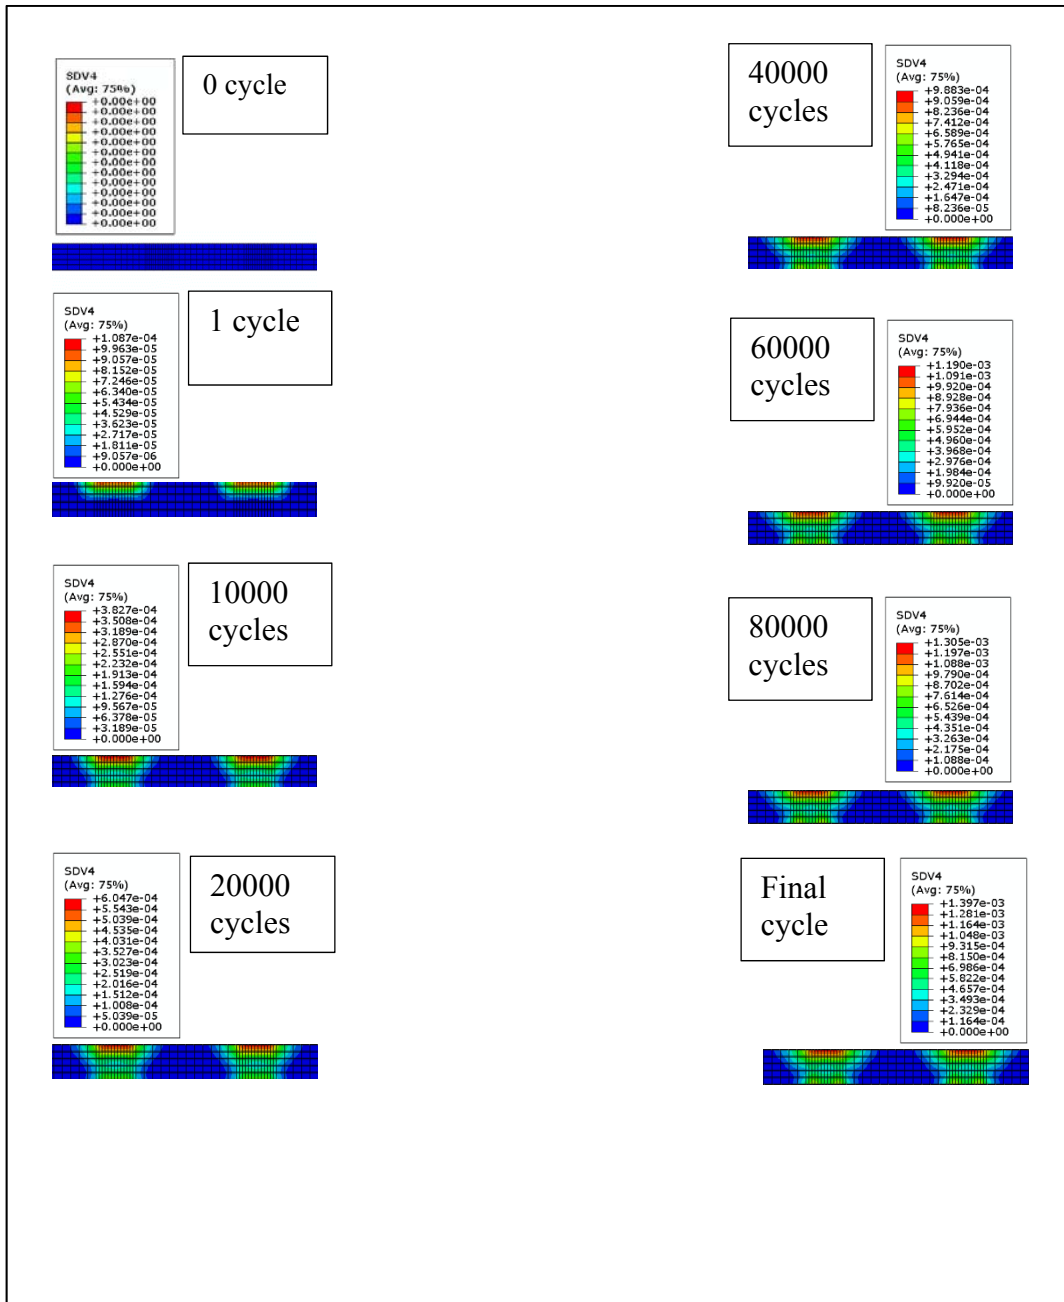 SDV4
(Avg: 75%)
+0.00e+00
+0.00e+00
+0.00e+00
+0.00e+00
+0.00e+00
+0.00e+00
+0.00e+00
+0.00e+00
+0.00e+00
+0.00e+00
+0.00e+00
+0.00e+00
+0.00e+00
0 cycle
SDV4
(Avg: 75%)
+1.087e-04
+9.963e-05
+9.057e-05
+8.152e-05
+7.246e-05
+6.340e-05
+5.434e-05
+4.529e-05
+3.623e-05
+2.717e-05
+1.811e-05
+9.057e-06
+0.000e+00
1 cycle
SDV4
(Avg: 75%)
+3.827e-04
+3.508e-04
+3.189e-04
+2.870e-04
+2.551e-04
+2.232e-04
+1.913e-04
+1.594e-04
+1.276e-04
+9.567e-05
+6.378e-05
+3.189e-05
+0.000e+00
10000
cycles
SDV4
(Avg: 75%)
+6.047e-04
+5.543e-04
+5.039e-04
+4.535e-04
+4.031e-04
+3.527e-04
+3.023e-04
+2.519e-04
+2.016e-04
+1.512e-04
+1.008e-04
+5.039e-05
+0.000e+00
20000
cycles
40000
cycles
SDV4
(Avg: 75%)
+9.883e-04
+9.059e-04
+8.236e-04
+7.412e-04
+6.589e-04
+5.765e-04
+4.941e-04
+4.118e-04
+3.294e-04
+2.471e-04
+1.647e-04
+8.236e-05
+0.000e+00
60000
cycles
SDV4
(Avg: 75%)
+1.190e-03
+1.091e-03
+9.920e-04
+8.928e-04
+7.936e-04
+6.944e-04
+5.952e-04
+4.960e-04
+3.968e-04
+2.976e-04
+1.984e-04
+9.920e-05
+0.000e+00
80000
cycles
SDV4
(Avg: 75%)
+1.305e-03
+1.197e-03
+1.088e-03
+9.790e-04
+8.702e-04
+7.614e-04
+6.526e-04
+5.439e-04
+4.351e-04
+3.263e-04
+2.175e-04
+1.088e-04
+0.000e+00
Final
cycle
SDV4
(Avg: 75%)
+1.397e-03
+1.281e-03
+1.164e-03
+1.048e-03
+9.315e-04
+8.150e-04
+6.986e-04
+5.822e-04
+4.657e-04
+3.493e-04
+2.329e-04
+1.164e-04
+0.000e+00